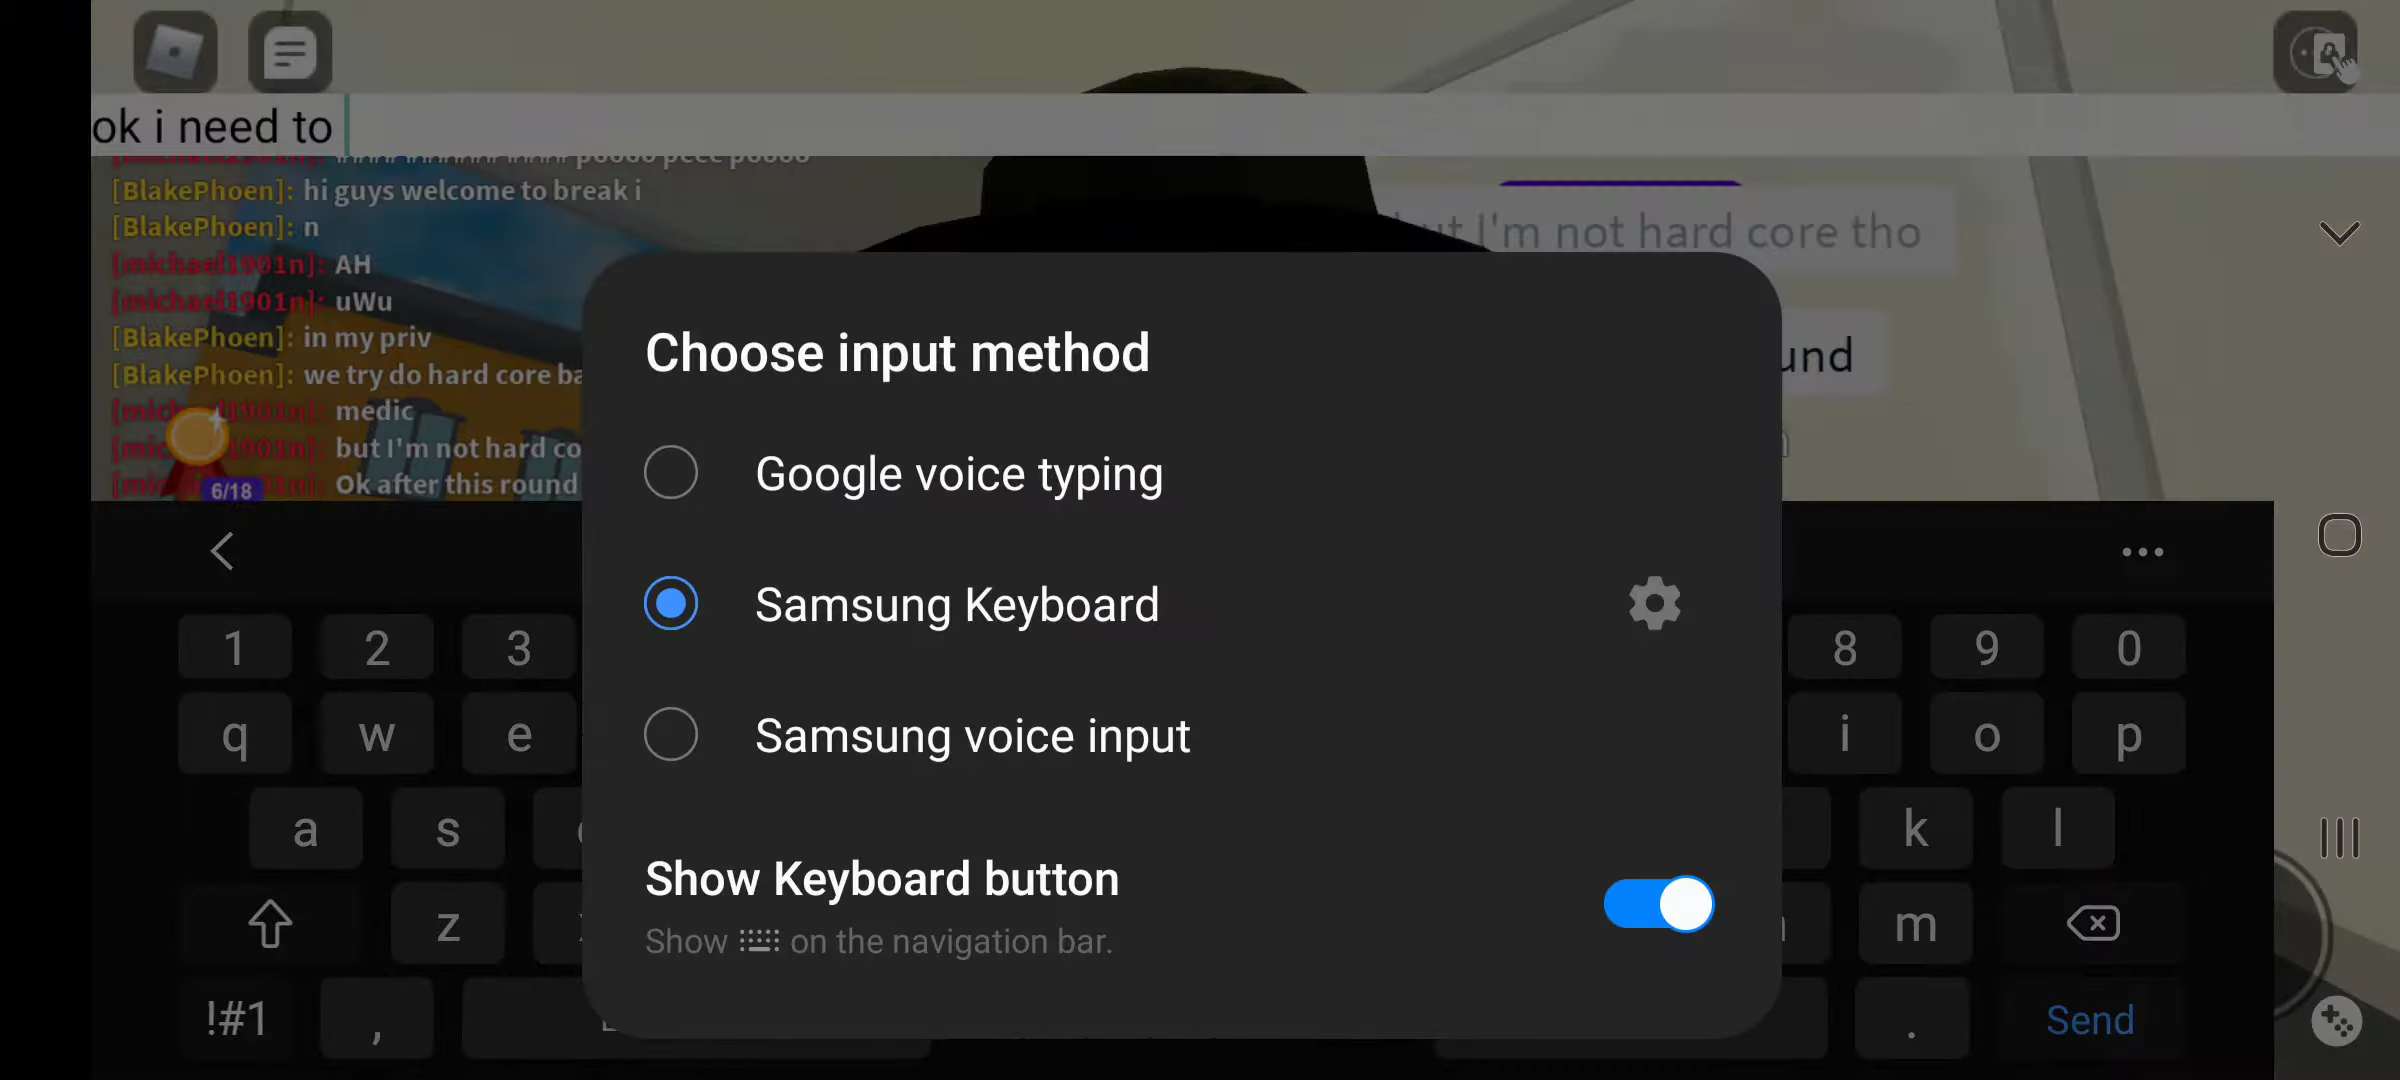 ok i need to
[BlakePhoen]: hi guys welcome to break i
[BlakePhoen]: n
[michael1901n]: AH
[michael1901n]: uWu
[BlakePhoen]: in my priv
[BlakePhoen]: we try do hard core ba
medic
but I'm not hard co
Ok after this round
6/18
I'm not hard core tho
Choose input method
Google voice typing
Samsung Keyboard
Samsung voice input
Show Keyboard button
Show on the navigation bar.
1 2 3 8 9 0
q w e i o p
a s k l
z m
!#1 , . Send